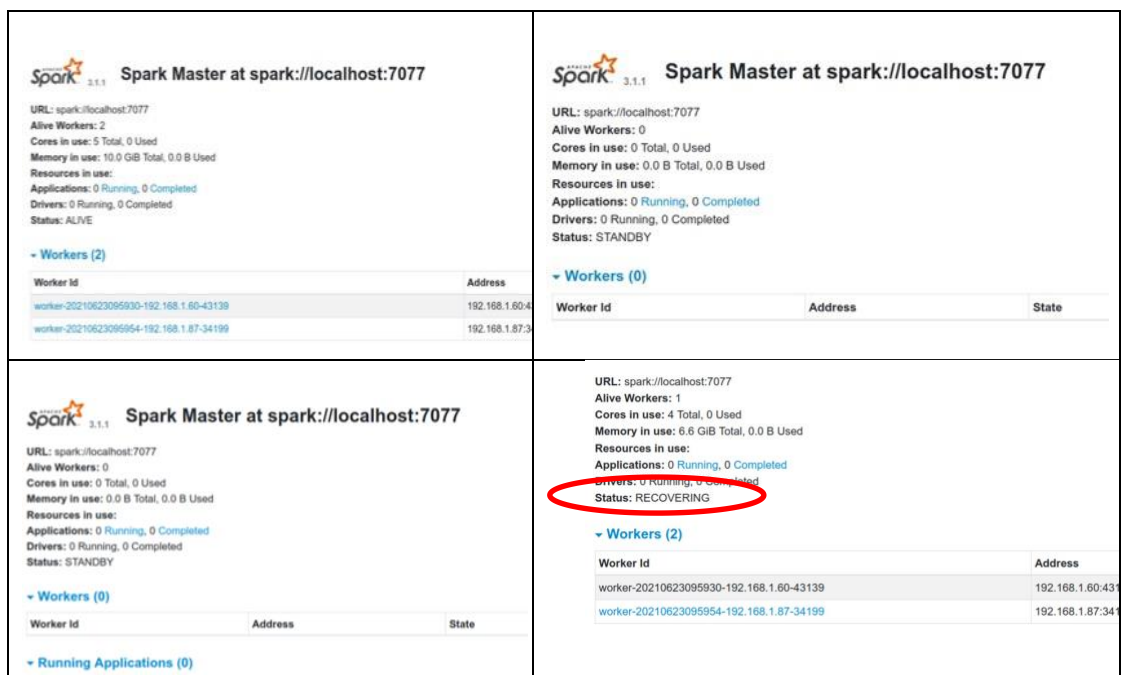 APACHE
Spark 3.1.1 Spark Master at spark://localhost:7077
URL: spark://localhost:7077
Alive Workers: 2
Cores in use: 5 Total, 0 Used
Memory in use: 10.0 GiB Total, 0.0 B Used
Resources in use:
Applications: 0 Running, 0 Completed
Drivers: 0 Running, 0 Completed
Status: ALIVE
Workers (2)
Worker Id Address
worker-20210623095930-192.168.1.60-43139 192.168.1.60:4
worker-20210623095954-192.168.1.87-34199 192.168.1.87:3
APACHE
Spark 3.1.1 Spark Master at spark://localhost:7077
URL: spark://localhost:7077
Alive Workers: 0
Cores in use: 0 Total, 0 Used
Memory in use: 0.0 B Total, 0.0 B Used
Resources in use:
Applications: 0 Running, 0 Completed
Drivers: 0 Running, 0 Completed
Status: STANDBY
Workers (0)
Worker Id Address State
APACHE
Spark 3.1.1 Spark Master at spark://localhost:7077
URL: spark://localhost:7077
Alive Workers: 0
Cores in use: 0 Total, 0 Used
Memory in use: 0.0 B Total, 0.0 B Used
Resources in use:
Applications: 0 Running, 0 Completed
Drivers: 0 Running, 0 Completed
Status: STANDBY
Workers (0)
Worker Id Address State
Running Applications (0)
URL: spark://localhost:7077
Alive Workers: 1
Cores in use: 4 Total, 0 Used
Memory in use: 6.6 GiB Total, 0.0 B Used
Resources in use:
Applications: 0 Running, 0 Completed
Drivers: 0 Running, 0 Completed
Status: RECOVERING
Workers (2)
Worker Id Address
worker-20210623095930-192.168.1.60-43139 192.168.1.60:431
worker-20210623095954-192.168.1.87-34199 192.168.1.87:341